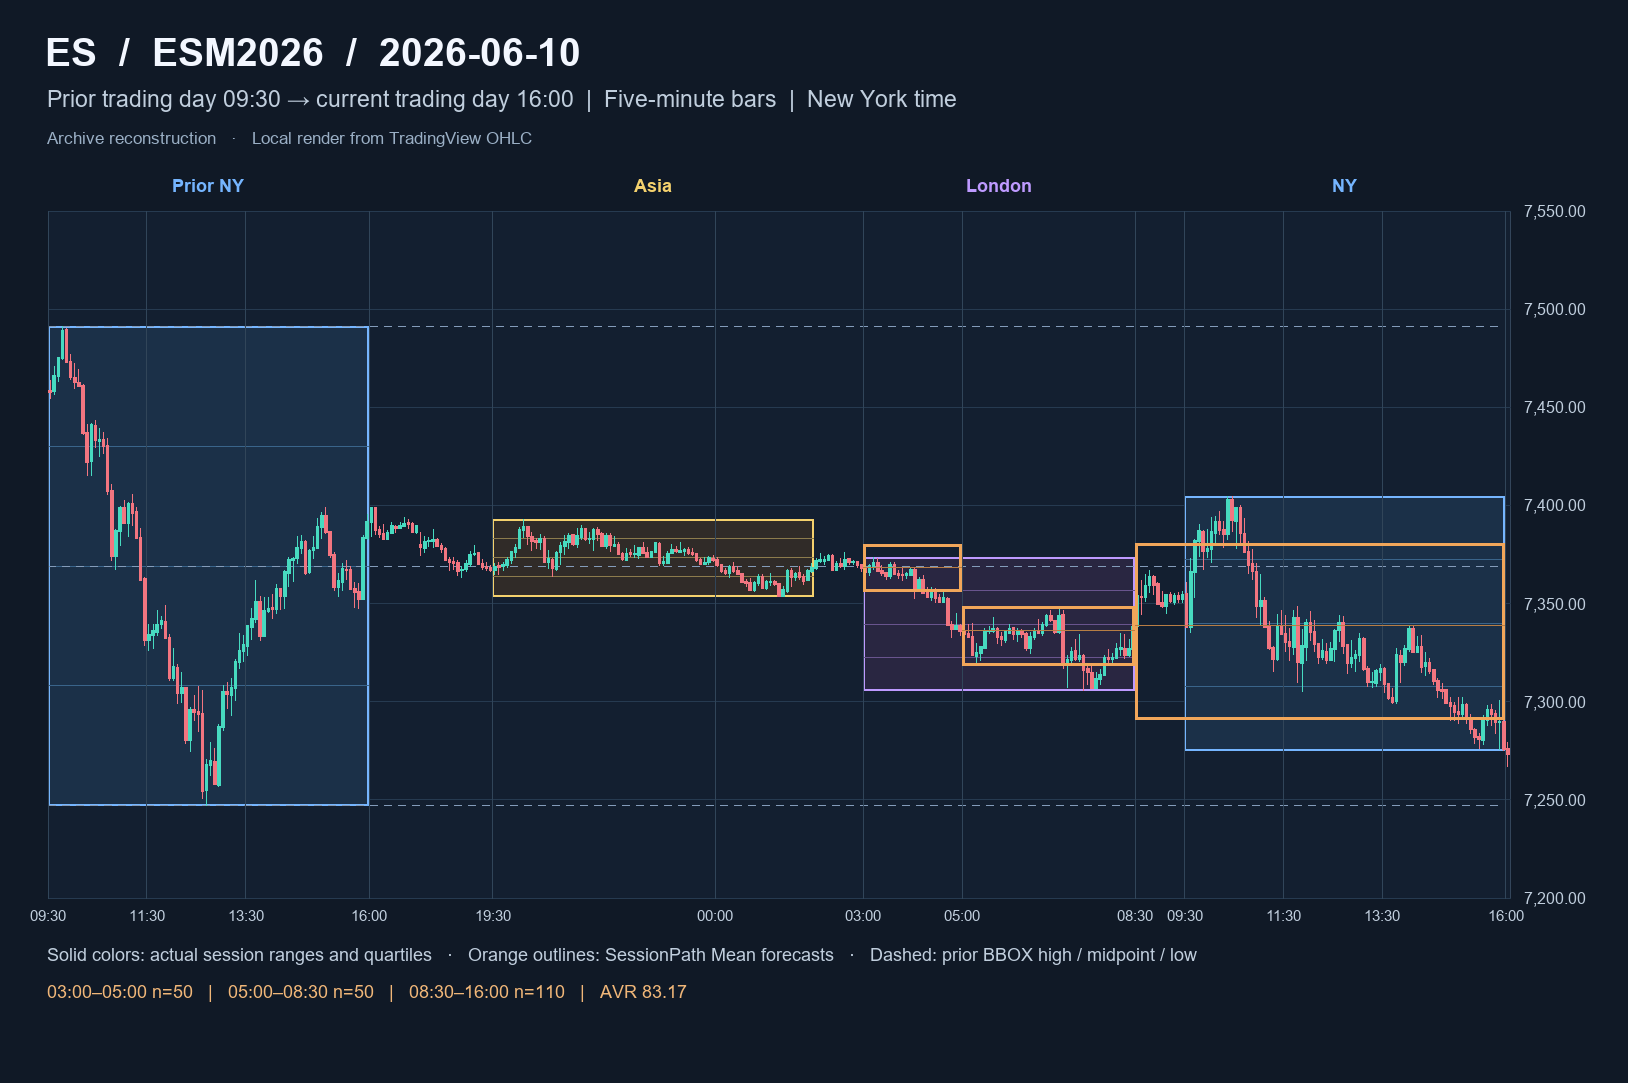 ES / ESM2026 / 2026-06-10
Prior trading day 09:30 → current trading day 16:00 | Five-minute bars | New York time
Archive reconstruction · Local render from TradingView OHLC
Prior NY Asia London NY
7,550.00
7,500.00
7,450.00
7,400.00
7,350.00
7,300.00
7,250.00
7,200.00
09:30 11:30 13:30 16:00 19:30 00:00 03:00 05:00 08:30 09:30 11:30 13:30 16:00
Solid colors: actual session ranges and quartiles · Orange outlines: SessionPath Mean forecasts · Dashed: prior BBOX high / midpoint / low
03:00–05:00 n=50 | 05:00–08:30 n=50 | 08:30–16:00 n=110 | AVR 83.17